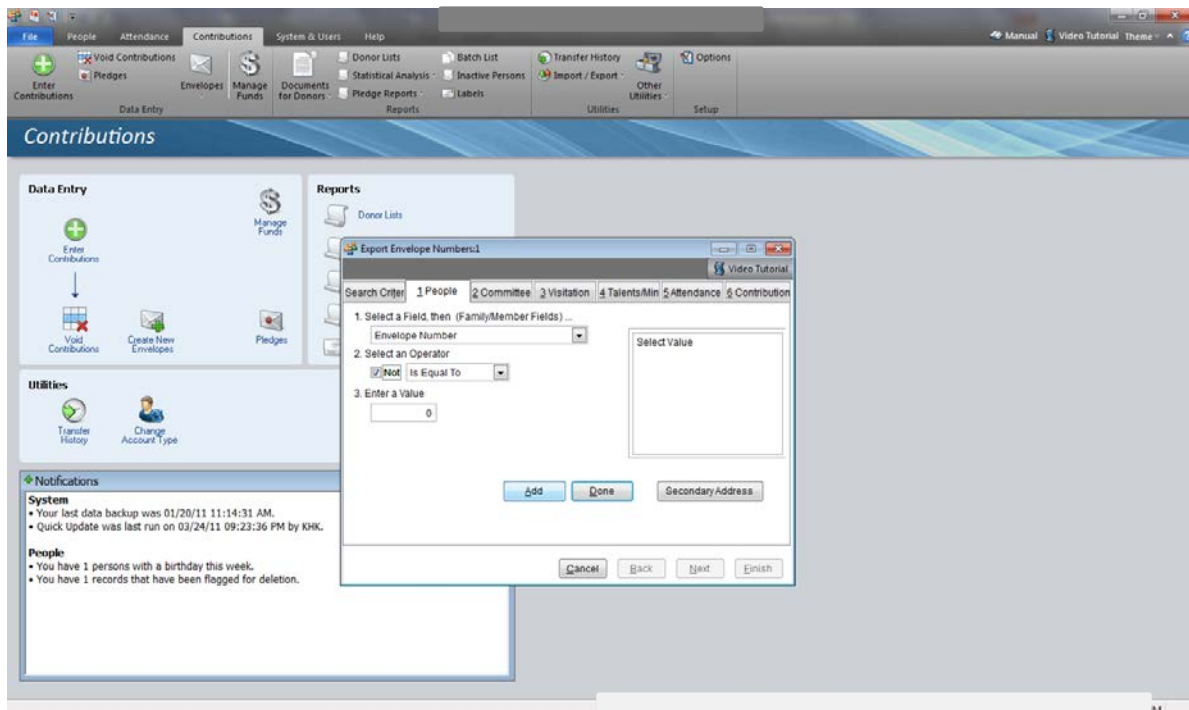 File People Attendance Contributions System & Users Help Manual Video Tutorial Theme
Void Contributions Donor Lists Batch List Transfer History Options
Pledges Statistical Analysis Inactive Persons Import / Export
Enter Contributions Envelopes Manage Funds Documents for Donors Pledge Reports Labels Other Utilities
Data Entry Reports Utilities Setup
Contributions
Data Entry
Manage
Funds
Enter
Contributions
Void
Contributions
Create New
Envelopes
Pledges
Reports
Donor Lists
Utilities
Transfer
History
Change
Account Type
Notifications
System
• Your last data backup was 01/20/11 11:14:31 AM.
• Quick Update was last run on 03/24/11 09:23:36 PM by KHK.
People
• You have 1 persons with a birthday this week.
• You have 1 records that have been flagged for deletion.
Export Envelope Numbers:1
Video Tutorial
Search Criter 1 People 2 Committee 3 Visitation 4 Talents/Min 5 Attendance 6 Contribution
1. Select a Field, then (Family/Member Fields) ...
Envelope Number
Select Value
2. Select an Operator
Not Is Equal To
3. Enter a Value
0
Add Done Secondary Address
Cancel Back Next Finish